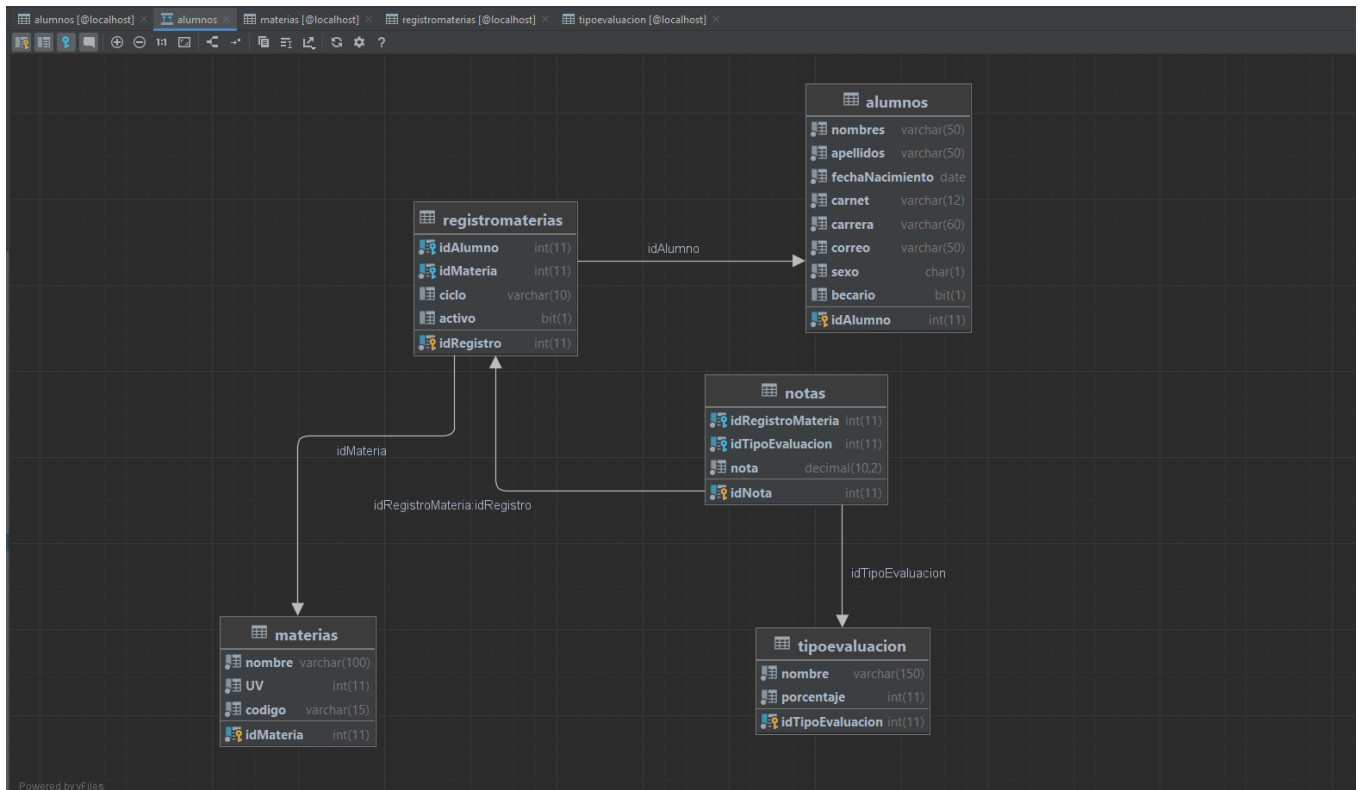 alumnos [@localhost] alumnos materias [@localhost] registromaterias [@localhost] tipoevaluacion [@localhost]
1:1 ?
alumnos
nombres varchar(50)
apellidos varchar(50)
fechaNacimiento date
carnet varchar(12)
carrera varchar(60)
correo varchar(50)
sexo char(1)
becario bit(1)
idAlumno int(11)
registromaterias
idAlumno int(11)
idMateria int(11)
ciclo varchar(10)
activo bit(1)
idRegistro int(11)
idAlumno
notas
idRegistroMateria int(11)
idTipoEvaluacion int(11)
nota decimal(10,2)
idNota int(11)
idMateria
idRegistroMateria:idRegistro
idTipoEvaluacion
materias
nombre varchar(100)
UV int(11)
codigo varchar(15)
idMateria int(11)
tipoevaluacion
nombre varchar(150)
porcentaje int(11)
idTipoEvaluacion int(11)
Powered by yFiles